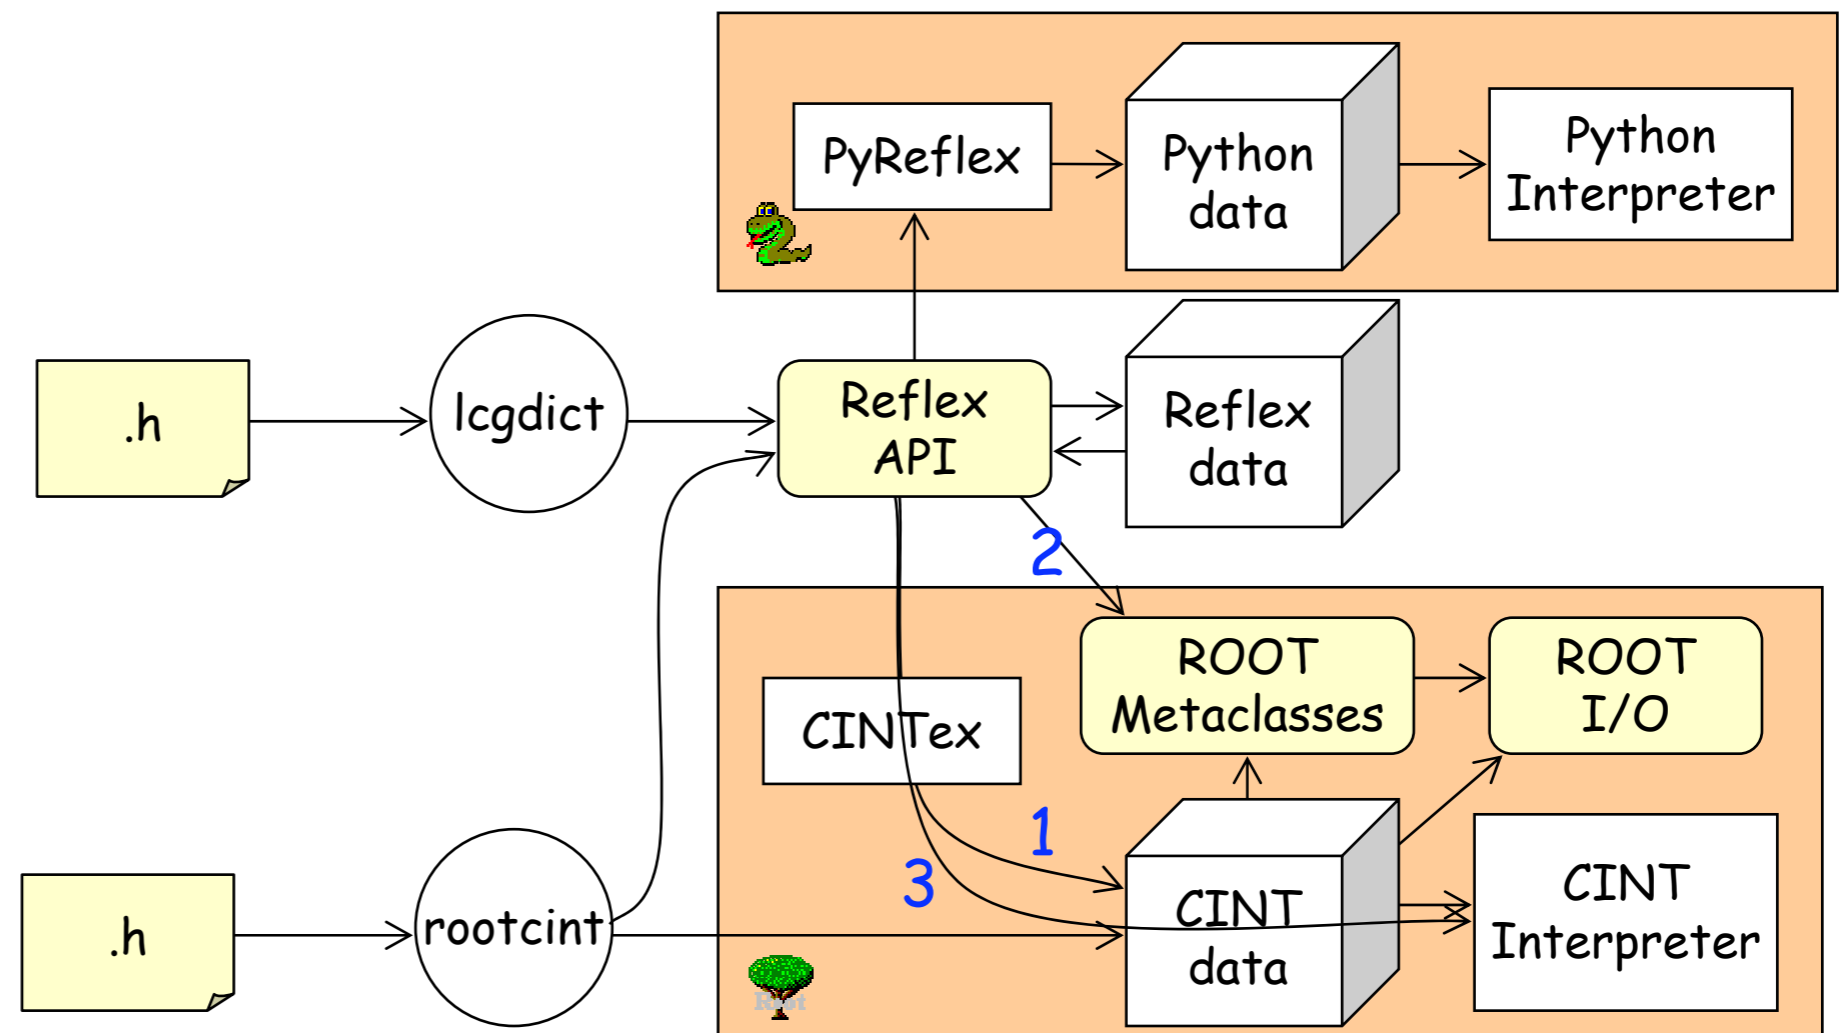 PyReflex
Python
data
Python
Interpreter
.h
lcgdict
Reflex
API
Reflex
data
2
ROOT
Metaclasses
ROOT
I/O
CINTex
1
3
.h
rootcint
CINT
data
CINT
Interpreter
Root